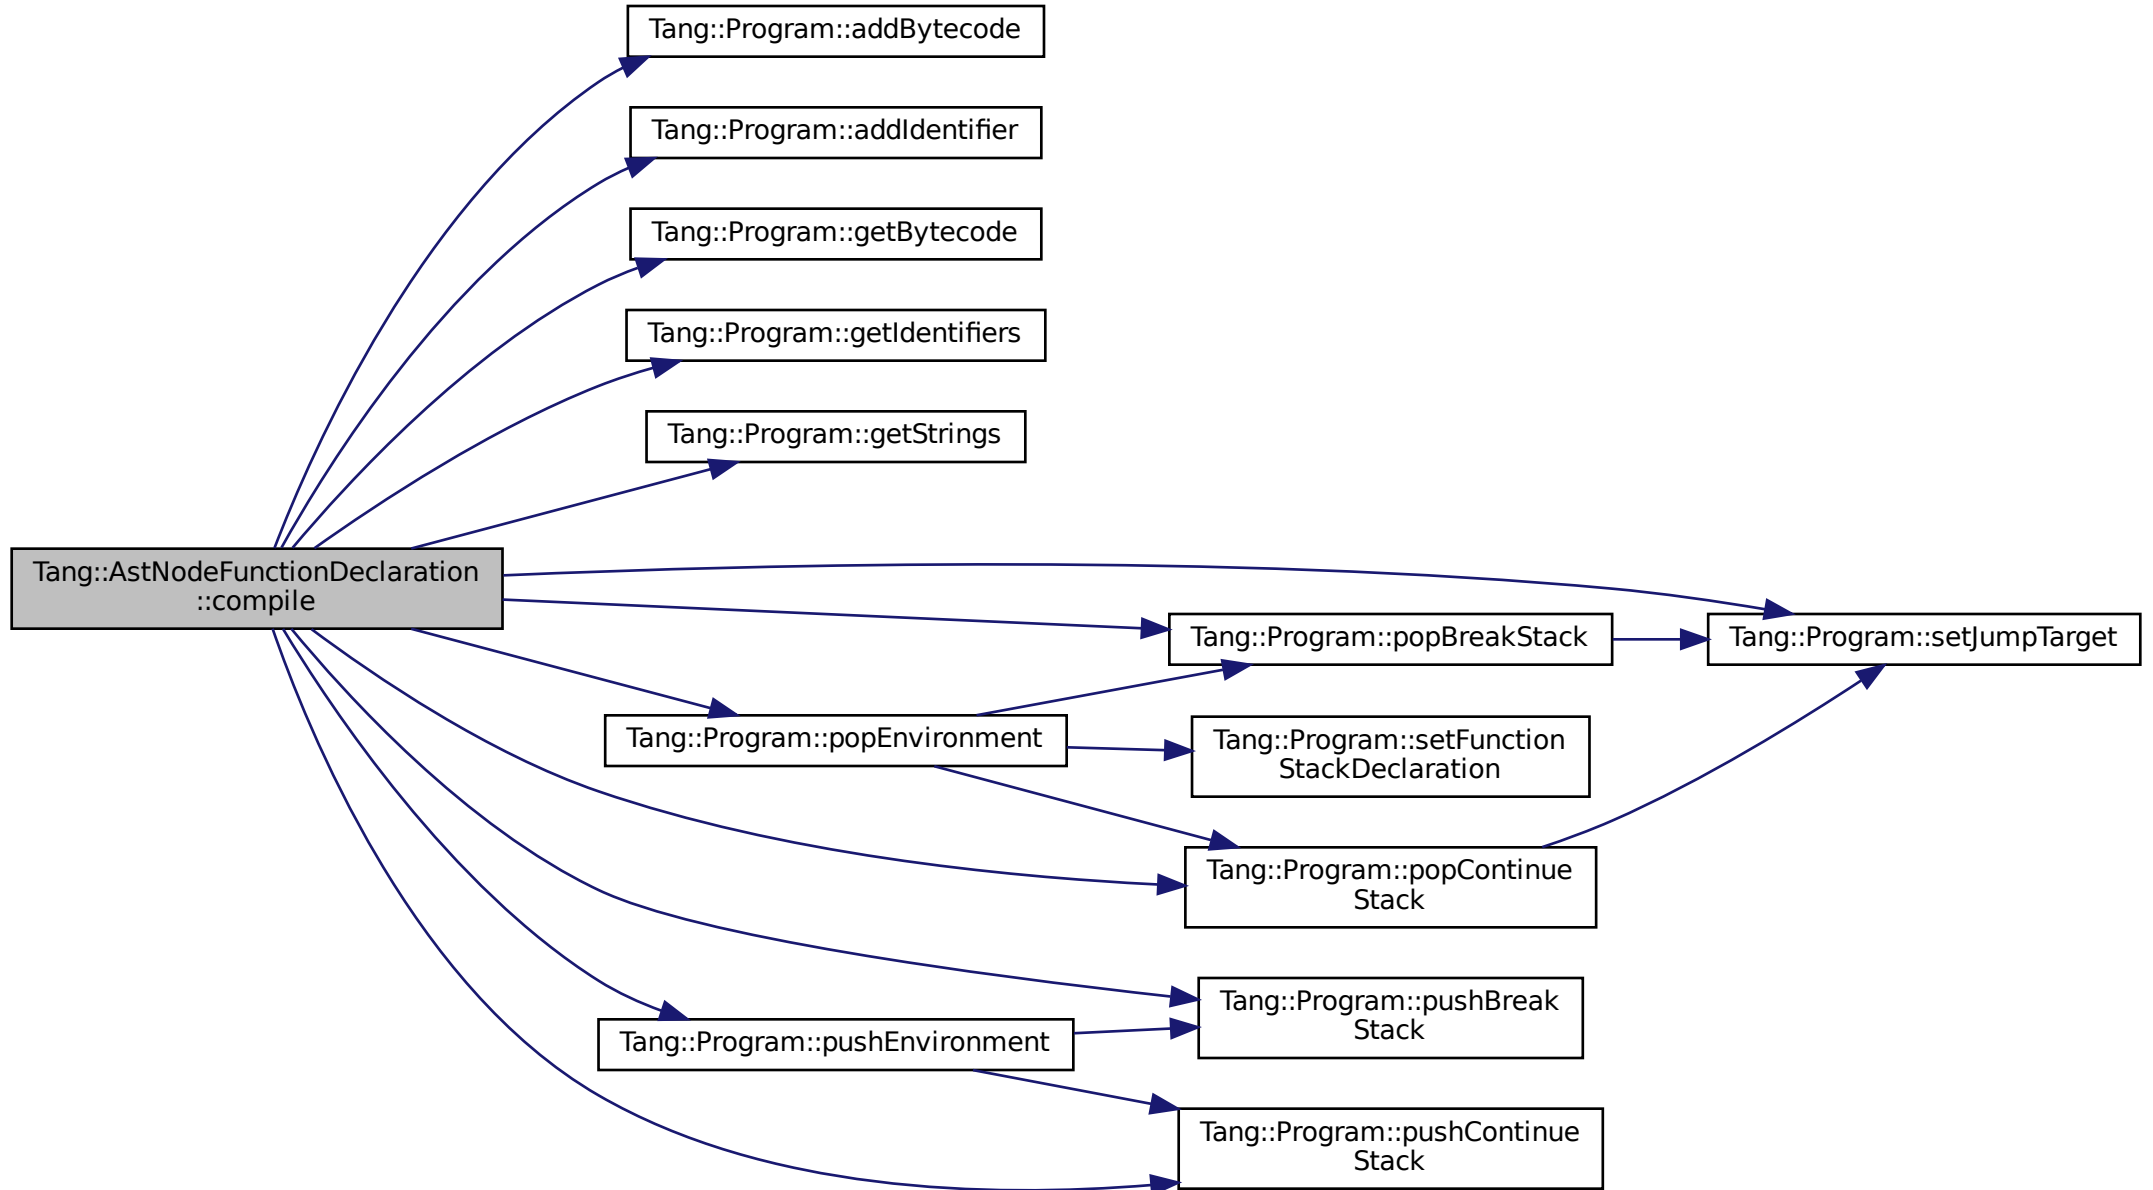 Tang::Program::addBytecode
Tang::Program::addIdentifier
Tang::Program::getBytecode
Tang::Program::getIdentifiers
Tang::Program::getStrings
Tang::AstNodeFunctionDeclaration
::compile
Tang::Program::popBreakStack
Tang::Program::setJumpTarget
Tang::Program::popEnvironment
Tang::Program::setFunction
StackDeclaration
Tang::Program::popContinue
Stack
Tang::Program::pushBreak
Stack
Tang::Program::pushEnvironment
Tang::Program::pushContinue
Stack